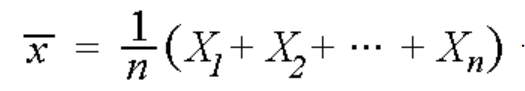 x̄ = 1/n (X₁ + X₂ + ··· + Xₙ)